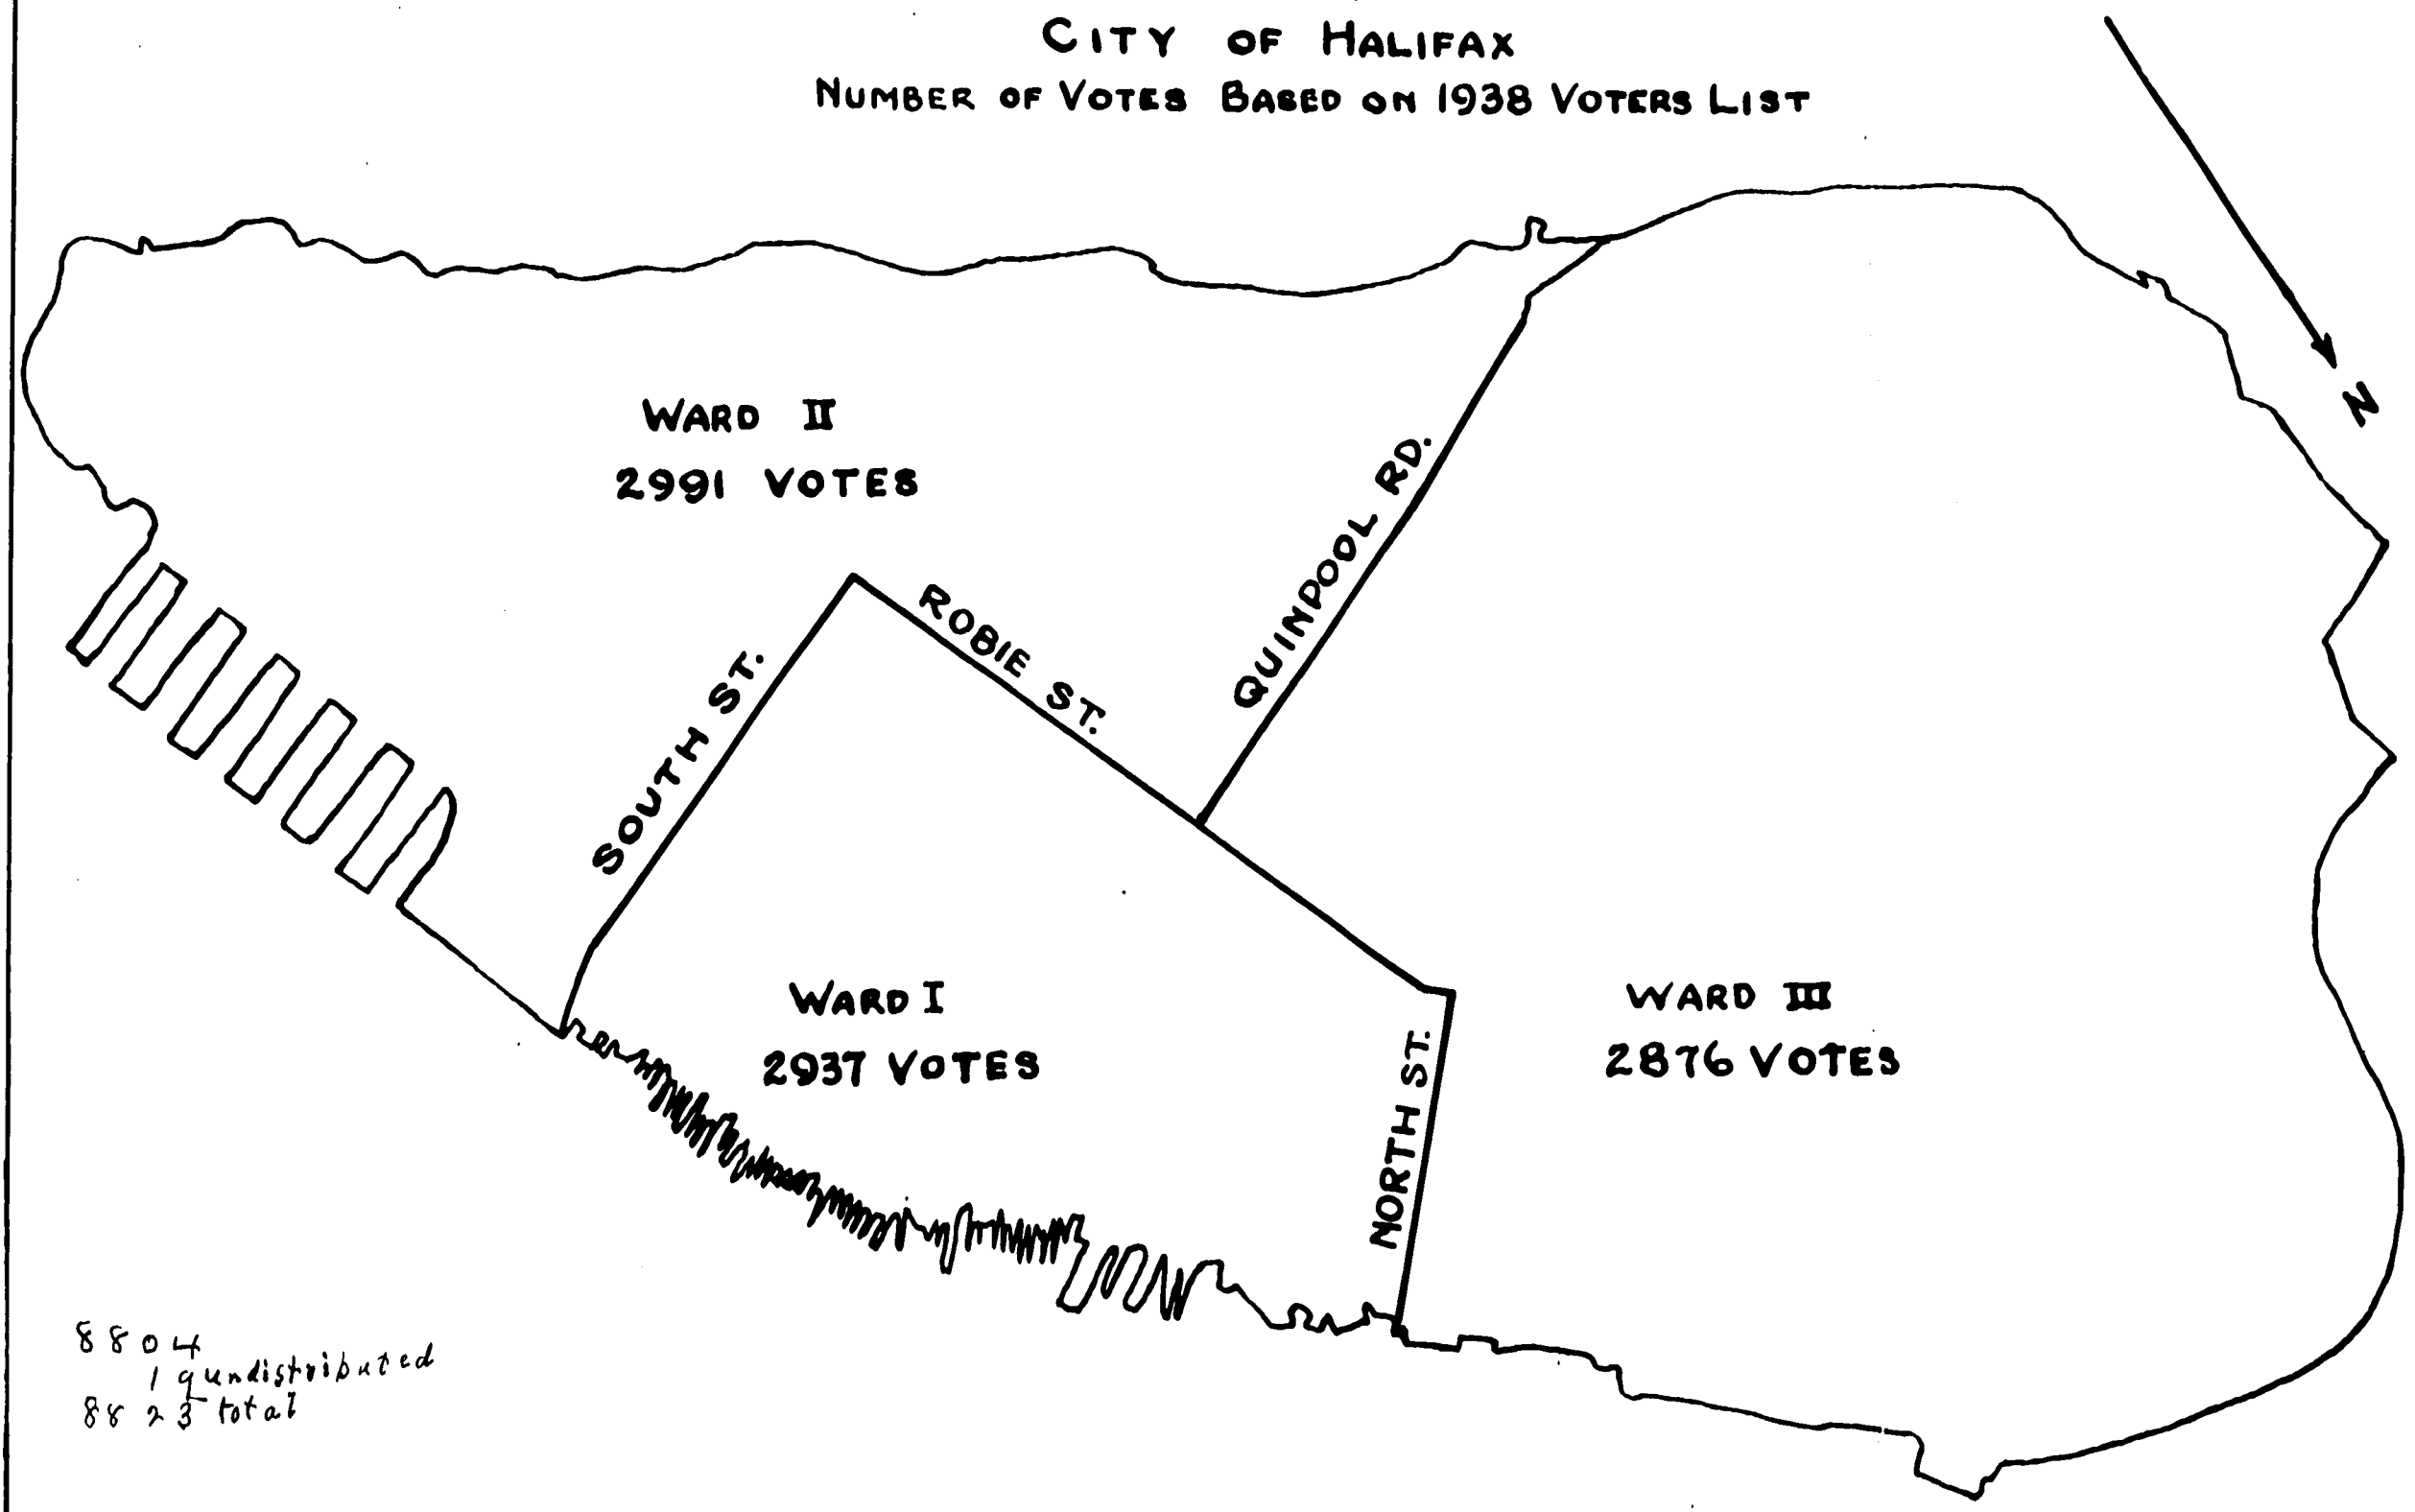 CITY OF HALIFAX
NUMBER OF VOTES BASED ON 1938 VOTERS LIST
N
WARD II
2991 VOTES
QUINPOOL RD.
ROBIE ST.
SOUTH ST.
WARD I
2937 VOTES
NORTH ST.
WARD III
2876 VOTES
8804
19 undistributed
8823 total